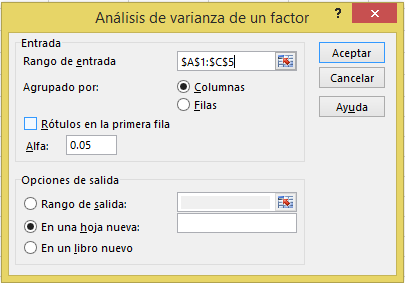 Análisis de varianza de un factor
?
Entrada
Rango de entrada
$A$1:$C$5
Agrupado por:
Columnas
Filas
Rótulos en la primera fila
Alfa:
0.05
Aceptar
Cancelar
Ayuda
Opciones de salida
Rango de salida:
En una hoja nueva:
En un libro nuevo